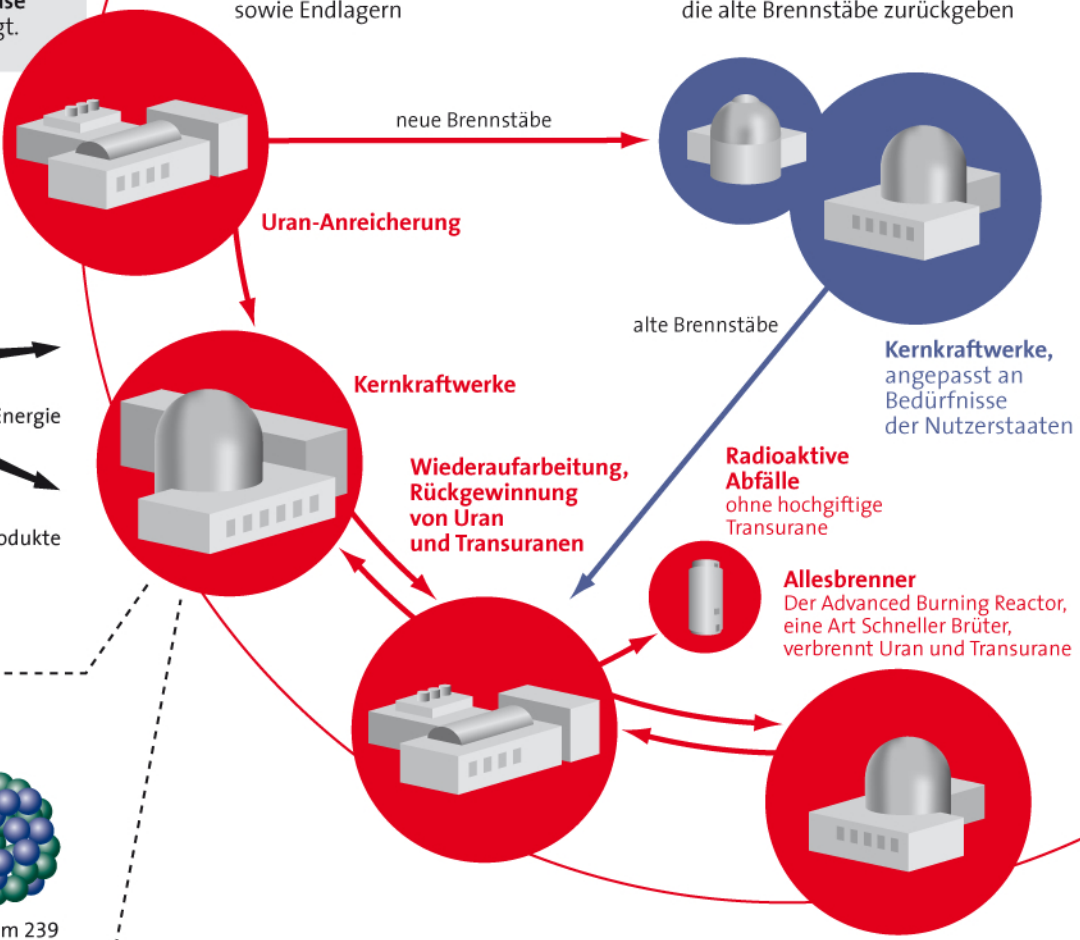 sowie Endlagern
die alte Brennstäbe zurückgeben
gt.
neue Brennstäbe
Uran-Anreicherung
alte Brennstäbe
Kernkraftwerke,
angepasst an
Bedürfnisse
der Nutzerstaaten
Kernkraftwerke
Energie
Wiederaufarbeitung,
Rückgewinnung
von Uran
und Transuranen
Radioaktive
Abfälle
ohne hochgiftige
Transurane
odukte
Allesbrenner
Der Advanced Burning Reactor,
eine Art Schneller Brüter,
verbrennt Uran und Transurane
m 239